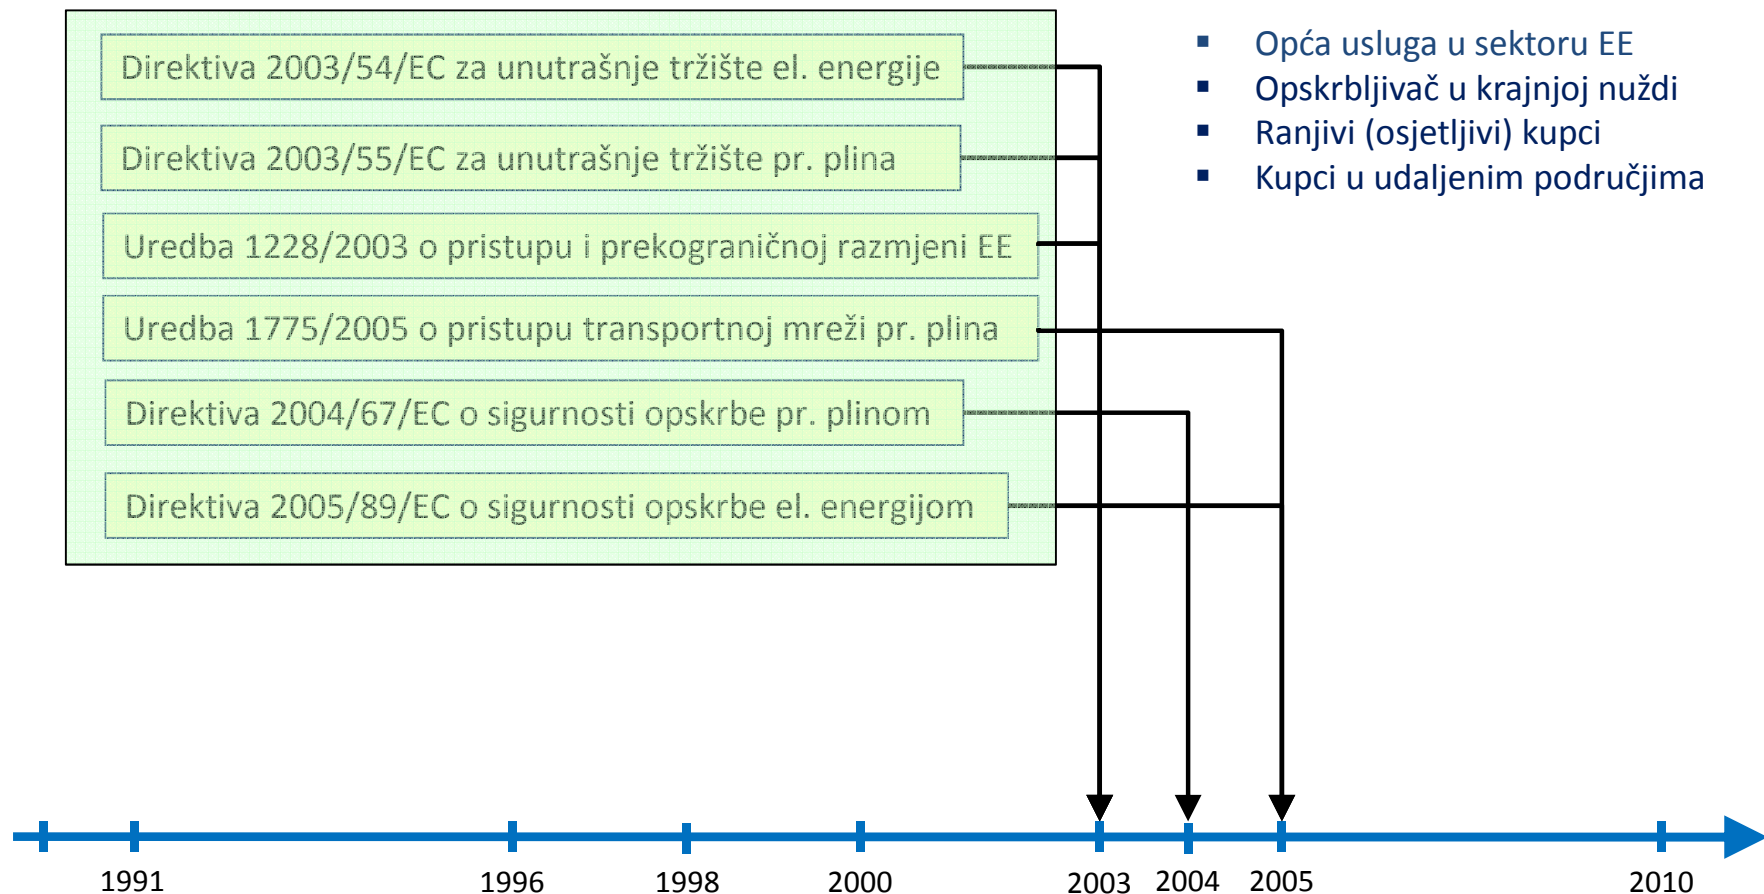 Direktiva 2003/54/EC za unutrašnje tržište el. energije
Direktiva 2003/55/EC za unutrašnje tržište pr. plina
Uredba 1228/2003 o pristupu i prekograničnoj razmjeni EE
Uredba 1775/2005 o pristupu transportnoj mreži pr. plina
Direktiva 2004/67/EC o sigurnosti opskrbe pr. plinom
Direktiva 2005/89/EC o sigurnosti opskrbe el. energijom
▪ Opća usluga u sektoru EE
▪ Opskrbljivač u krajnjoj nuždi
▪ Ranjivi (osjetljivi) kupci
▪ Kupci u udaljenim područjima
1991 1996 1998 2000 2003 2004 2005 2010